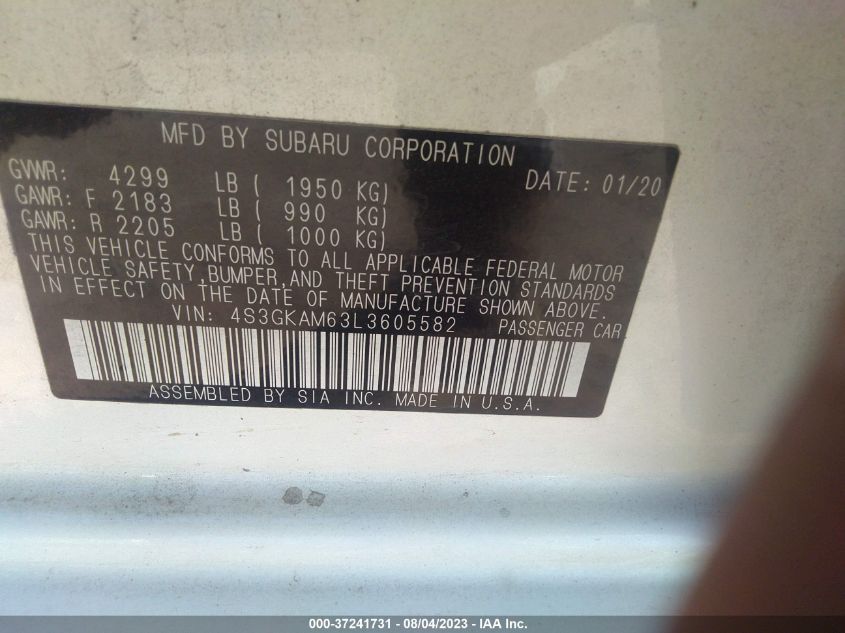 MFD BY SUBARU CORPORATION
GVWR: 4299 LB ( 1950 KG) DATE: 01/20
GAWR: F 2183 LB ( 990 KG)
GAWR: R 2205 LB ( 1000 KG)
THIS VEHICLE CONFORMS TO ALL APPLICABLE FEDERAL MOTOR
VEHICLE SAFETY, BUMPER, AND THEFT PREVENTION STANDARDS
IN EFFECT ON THE DATE OF MANUFACTURE SHOWN ABOVE.
VIN: 4S3GKAM63L3605582 PASSENGER CAR
ASSEMBLED BY SIA INC. MADE IN U.S.A.
000-37241731 - 08/04/2023 - IAA Inc.